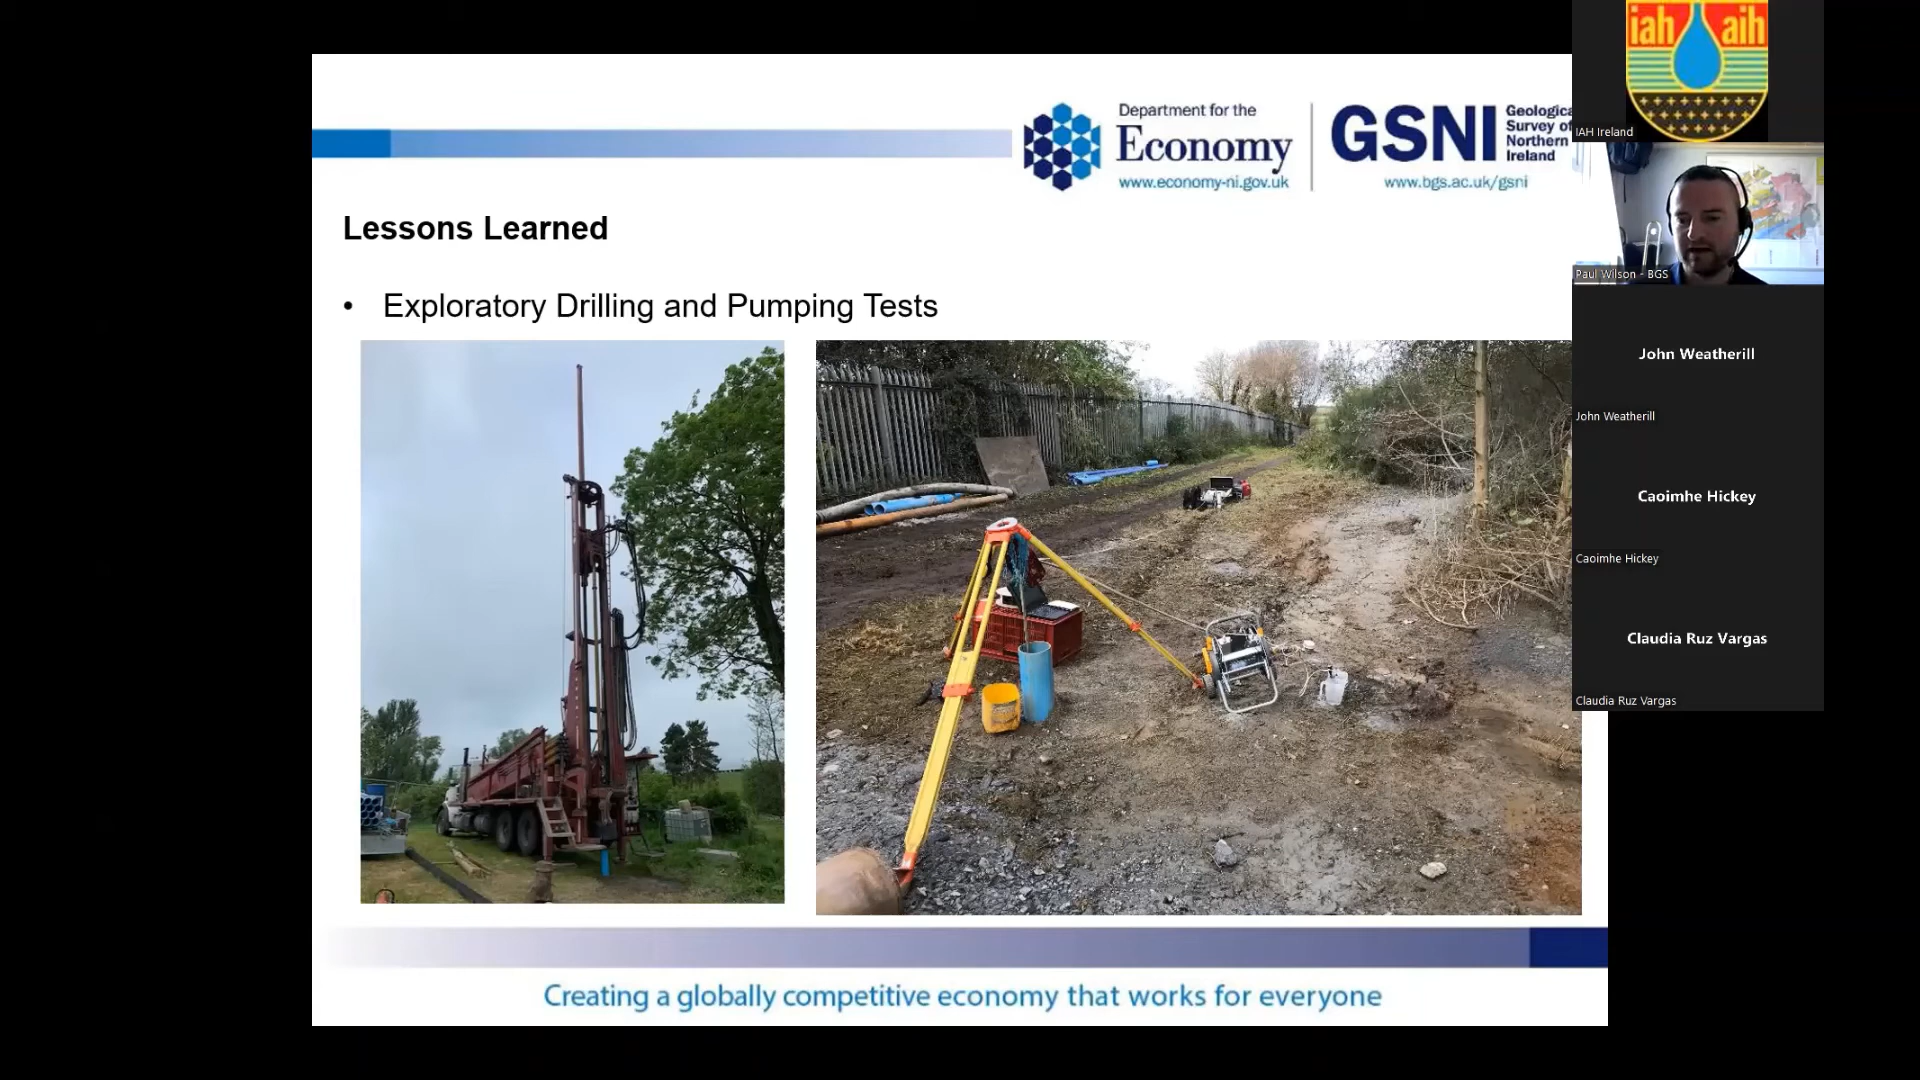 Department for the
Economy
www.economy-ni.gov.uk
GSNI
Geological
Survey of
Northern
Ireland
www.bgs.ac.uk/gsni
Lessons Learned
• Exploratory Drilling and Pumping Tests
Creating a globally competitive economy that works for everyone
iah aih
IAH Ireland
Paul Wilson - BGS
John Weatherill
John Weatherill
Caoimhe Hickey
Caoimhe Hickey
Claudia Ruz Vargas
Claudia Ruz Vargas